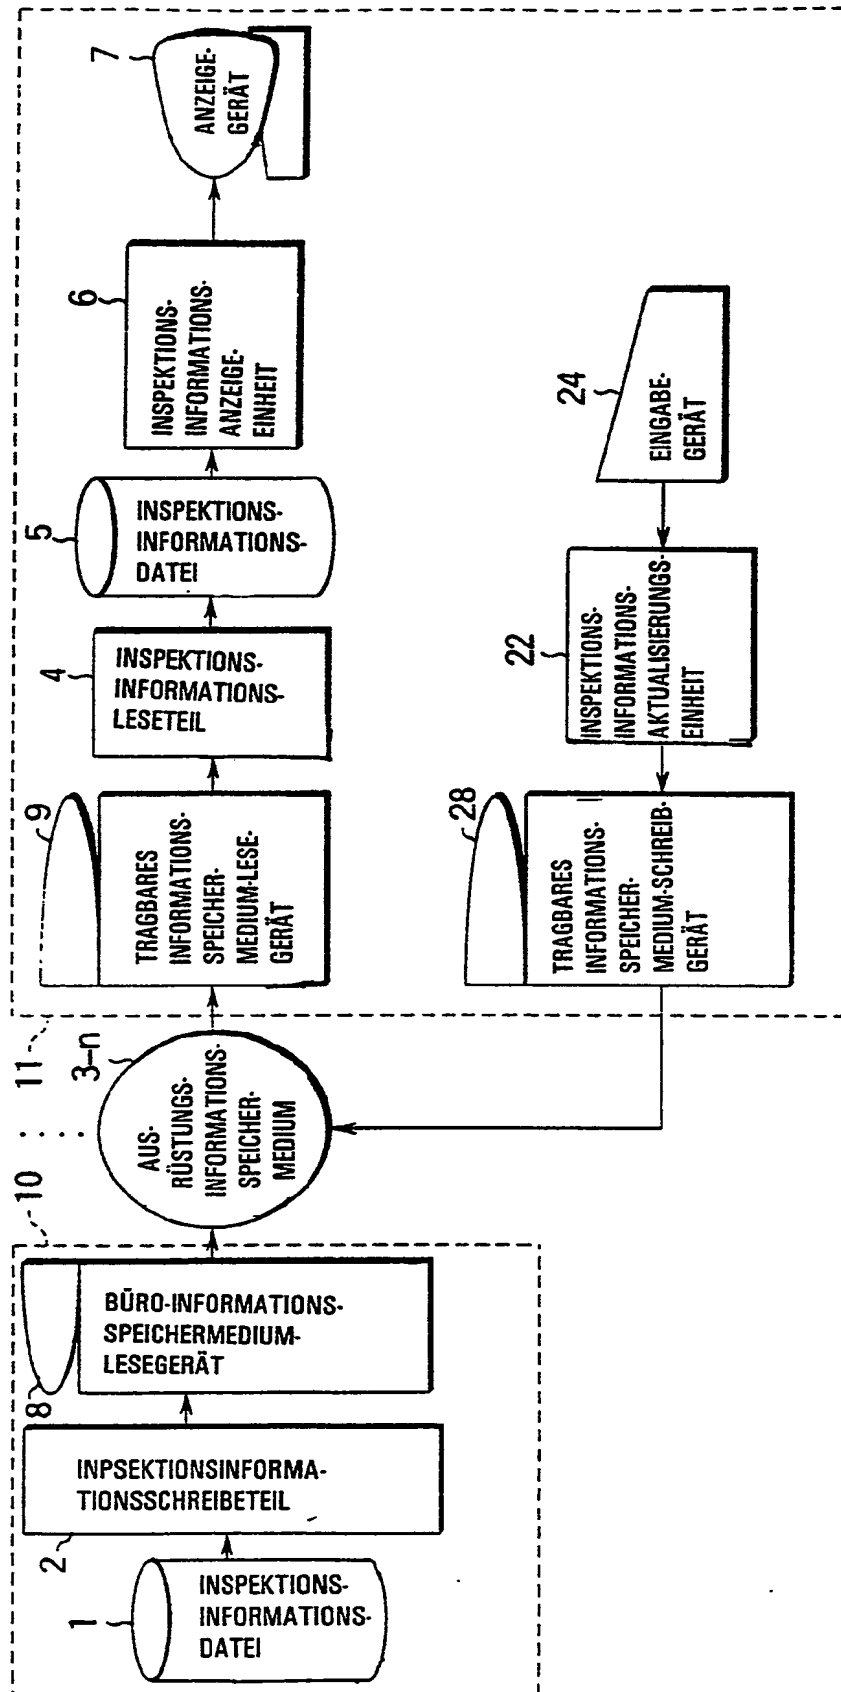 1
INSPEKTIONS-
INFORMATIONS-
DATEI
2
INPSEKTIONSINFORMA-
TIONSSCHREIBETEIL
8
BÜRO-INFORMATIONS-
SPEICHERMEDIUM-
LESEGERÄT
10
3-n
AUS-
RÜSTUNGS-
INFORMATIONS-
SPEICHER-
MEDIUM
11
9
TRAGBARES
INFORMATIONS-
SPEICHER-
MEDIUM-LESE-
GERÄT
4
INSPEKTIONS-
INFORMATIONS-
LESETEIL
5
INSPEKTIONS-
INFORMATIONS-
DATEI
6
INSPEKTIONS-
INFORMATIONS-
ANZEIGE-
EINHEIT
7
ANZEIGE-
GERÄT
28
TRAGBARES
INFORMATIONS-
SPEICHER-
MEDIUM-SCHREIB-
GERÄT
22
INSPEKTIONS-
INFORMATIONS-
AKTUALISIERUNGS-
EINHEIT
24
EINGABE-
GERÄT